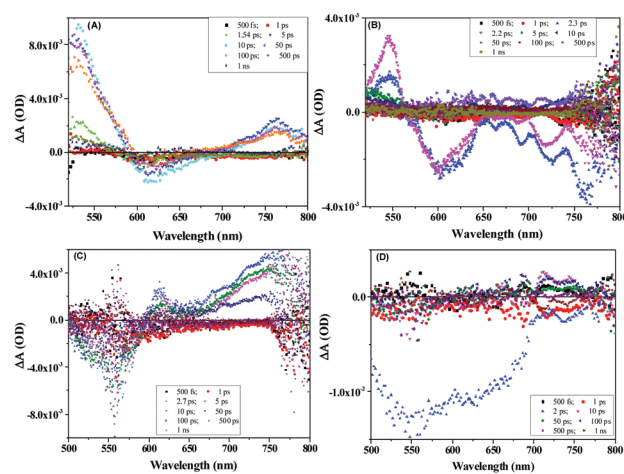 (A)
500 fs; 1 ps
1.54 ps; 5 ps
10 ps; 50 ps
100 ps; 500 ps
1 ns
8.0x10⁻³
4.0x10⁻³
0.0
-4.0x10⁻³
ΔA (OD)
550 600 650 700 750 800
Wavelength (nm)
(B)
500 fs; 1 ps; 2.3 ps
2.2 ps; 5 ps; 10 ps
50 ps; 100 ps; 500 ps
1 ns
4.0x10⁻³
0.0
-4.0x10⁻³
ΔA (OD)
550 600 650 700 750 800
Wavelength (nm)
(C)
4.0x10⁻³
0.0
-4.0x10⁻³
-8.0x10⁻³
ΔA (OD)
500 fs; 1 ps
2.7 ps; 5 ps
10 ps; 50 ps
100 ps; 500 ps
1 ns
500 550 600 650 700 750 800
Wavelength (nm)
(D)
0.0
-1.0x10⁻²
ΔA (OD)
500 fs; 1 ps
2 ps; 10 ps
50 ps; 100 ps
500 ps; 1 ns
500 550 600 650 700 750 800
Wavelength (nm)